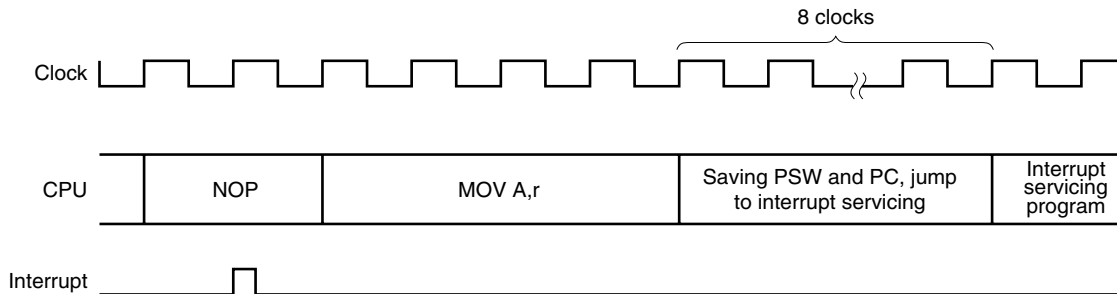 8 clocks
Clock
CPU
NOP
MOV A,r
Saving PSW and PC, jump
to interrupt servicing
Interrupt
servicing
program
Interrupt